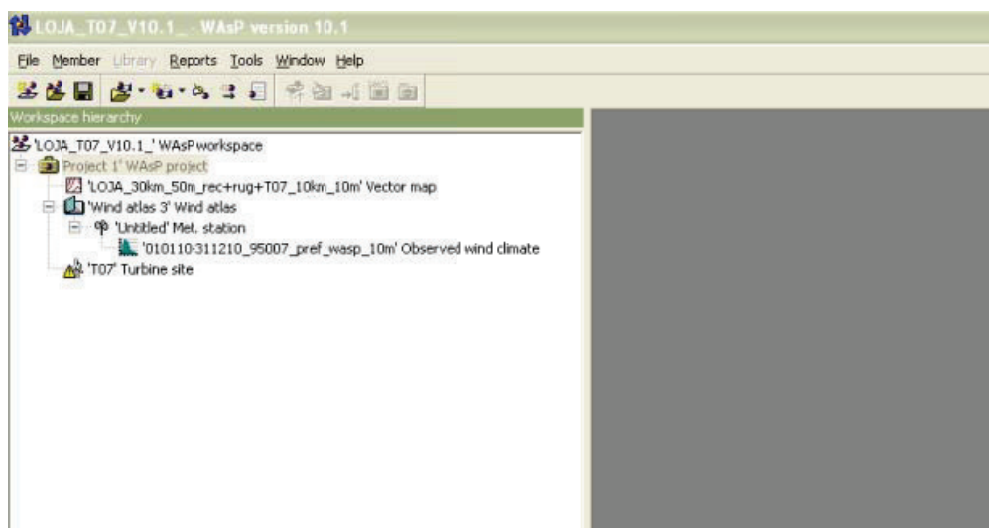 LOJA_T07_V10.1_ - WAsP version 10.1
File Member Library Reports Tools Window Help
Workspace hierarchy
'LOJA_T07_V10.1_' WAsP workspace
Project 1' WAsP project
'LOJA_30km_50m_rec+rug+T07_10km_10m' Vector map
'Wind atlas 3' Wind atlas
'Untitled' Met. station
'010110-311210_95007_pref_wasp_10m' Observed wind climate
'T07' Turbine site